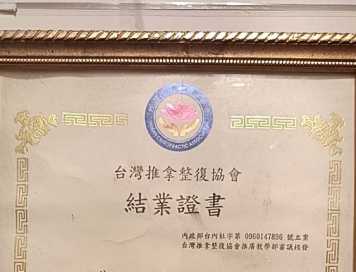 台灣推拿整復協會
結業證書
內政部台內社字第 0960147896 號立案
台灣推拿整復協會推廣教學部審議核發